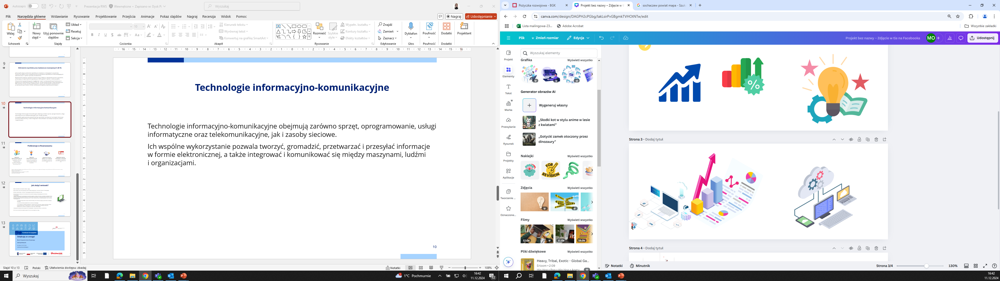 Autozapis
Prezentacja RWS
Wewnętrzne • Zapisano w: Dysk P:
Wyszukaj
Plik
Narzędzia główne
Wstawianie
Rysowanie
Projektowanie
Przejścia
Animacje
Pokaz slajdów
Nagraj
Recenzja
Widok
Pomoc
Nagraj
Udostępnianie
Wklej
Nowy slajd
Użyj ponownie slajdów
Układ
Resetuj
Sekcja
10
Kierunek tekstu
Wyrównaj tekst
Konwertuj na grafikę SmartArt
Rozmieść
Szybkie style
Wypełn. kształtu
Kontury kształtu
Efekty kształtów
Znajdź
Zamień
Zaznacz
Dyktafon
Poufność
Dodatki
Projektant
Schowek
Slajdy
Czcionka
Akapit
Rysowanie
Edytowanie
Głos
Poufność
Dodatki
9
Wdrożenie wyników prac badawczo-rozwojowych (B+R)
10
Technologie informacyjno-komunikacyjne
11
Preferencje w finansowaniu
12
Jak złożyć wniosek?
13
Fundusze Europejskie
Dziękuję za uwagę!
Technologie informacyjno-komunikacyjne
Technologie informacyjno-komunikacyjne obejmują zarówno sprzęt, oprogramowanie, usługi
informatyczne oraz telekomunikacyjne, jak i zasoby sieciowe.
Ich wspólne wykorzystanie pozwala tworzyć, gromadzić, przetwarzać i przesyłać informacje
w formie elektronicznej, a także integrować i komunikować się między maszynami, ludźmi
i organizacjami.
10
Slajd 10 z 13
Polski
Ułatwienia dostępu: zbadaj
Notatki
108%
Wyszukaj
1°C Pochmurnie
16:42
11.12.2024
32
Pożyczka rozwojowa - BGK
Projekt bez nazwy – Zdjęcie w t
sochaczew powiat mapa - Szuk
canva.com/design/DAGPH2cPGbg/lakLsirPvGBgmkTVHOtNTw/edit
Lista mailingowa-23...
Adobe Acrobat
Wszystkie zakładki
Plik
Zmień rozmiar
Edycja
Projekt bez nazwy – Zdjęcie w tle na Facebooka
MO
Udostępnij
Projekt
Elementy
Tekst
Marka
Przesyłanie
Rysunek
Projekty
Aplikacje
Tworzenie ...
Oznaczone...
Wyszukaj elementy
Grafika
Wyświetl wszystko
Generator obrazów AI
Wygeneruj własny
„Słodki kot w stylu anime w lesie
z kwiatami”
„Gotycki zamek otoczony przez
dinozaury”
Naklejki
Wyświetl wszystko
FOR REVISION
Zdjęcia
Wyświetl wszystko
Filmy
Wyświetl wszystko
12.0s
11.0s
15.0s
Pliki dźwiękowe
Wyświetl wszystko
Heavy, Tribal, Exotic - Global Ga...
Erloom • 2:09
Hip Hop • Pop • Hip Hop • Angry
%
Strona 3 - Dodaj tytuł
Strona 4 - Dodaj tytuł
Notatki
Minutnik
Strona 3/4
130%
16:42
11.12.2024